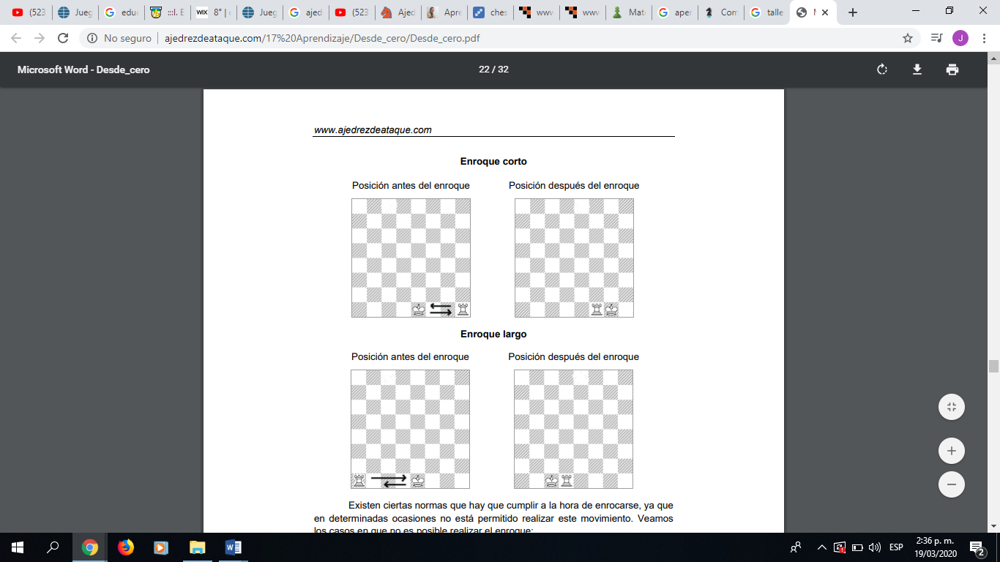 (523
Jueg
educ
:::I. E
WIX 8° |
Jueg
ajed
(523
Ajed
Apre
ches
www
www
Mate
aper
Com
talle
No seguro | ajedrezdeataque.com/17%20Aprendizaje/Desde_cero/Desde_cero.pdf
J
Microsoft Word - Desde_cero
22 / 32
www.ajedrezdeataque.com
Enroque corto
Posición antes del enroque
Posición después del enroque
Enroque largo
Posición antes del enroque
Posición después del enroque
Existen ciertas normas que hay que cumplir a la hora de enrocarse, ya que
en determinadas ocasiones no está permitido realizar este movimiento. Veamos
los casos en que no es posible realizar el enroque:
ESP
2:36 p. m.
19/03/2020
2